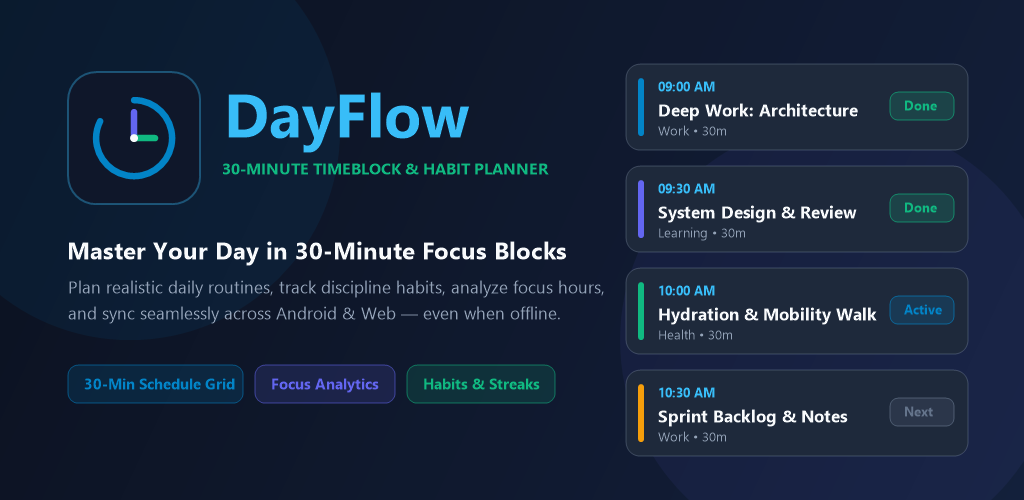 DayFlow
30-MINUTE TIMEBLOCK & HABIT PLANNER
Master Your Day in 30-Minute Focus Blocks
Plan realistic daily routines, track discipline habits, analyze focus hours,
and sync seamlessly across Android & Web — even when offline.
30-Min Schedule Grid
Focus Analytics
Habits & Streaks
09:00 AM
Deep Work: Architecture
Work • 30m
Done
09:30 AM
System Design & Review
Learning • 30m
Done
10:00 AM
Hydration & Mobility Walk
Health • 30m
Active
10:30 AM
Sprint Backlog & Notes
Work • 30m
Next